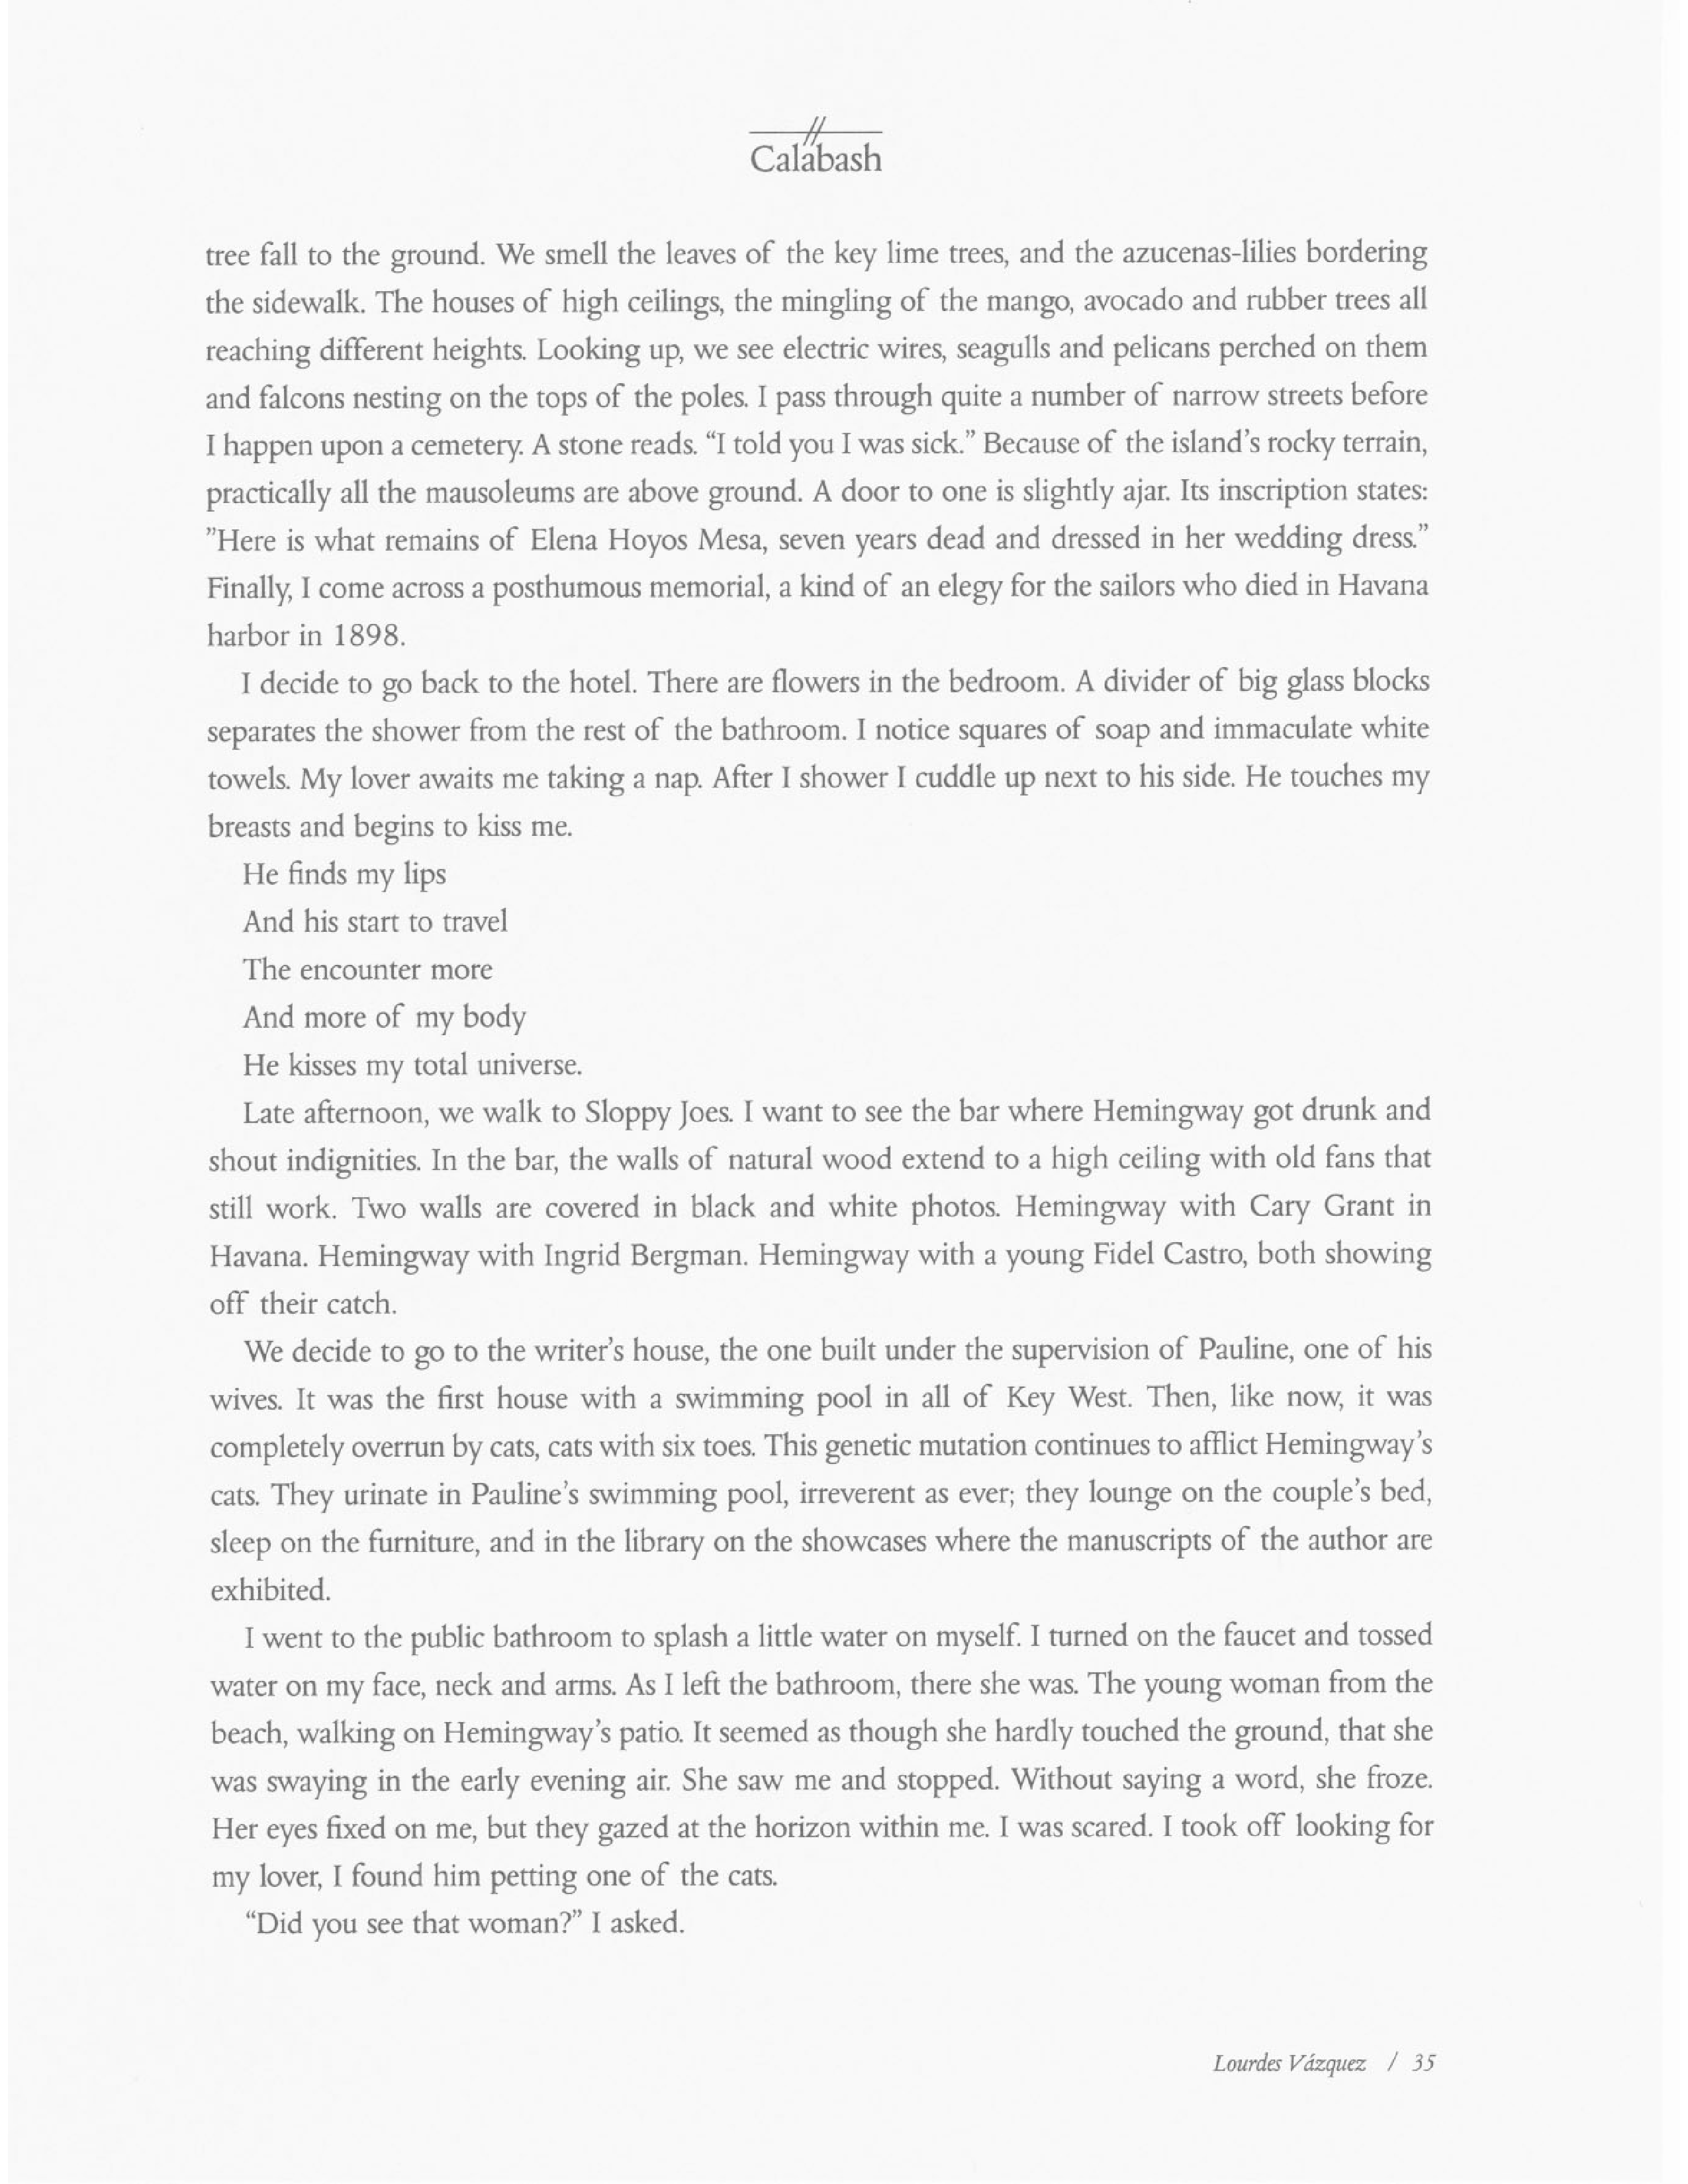 Calabash
tree fall to the ground. We smell the leaves of the key lime trees, and the azucenas-lilies bordering
the sidewalk. The houses of high ceilings, the mingling of the mango, avocado and rubber trees all
reaching different heights. Looking up, we see electric wires, seagulls and pelicans perched on them
and falcons nesting on the tops of the poles. I pass through quite a number of narrow streets before
I happen upon a cemetery. A stone reads. “I told you I was sick.” Because of the island’s rocky terrain,
practically all the mausoleums are above ground. A door to one is slightly ajar. Its inscription states:
”Here is what remains of Elena Hoyos Mesa, seven years dead and dressed in her wedding dress.”
Finally, I come across a posthumous memorial, a kind of an elegy for the sailors who died in Havana
harbor in 1898.
I decide to go back to the hotel. There are flowers in the bedroom. A divider of big glass blocks
separates the shower from the rest of the bathroom. I notice squares of soap and immaculate white
towels. My lover awaits me taking a nap. After I shower I cuddle up next to his side. He touches my
breasts and begins to kiss me.
He finds my lips
And his start to travel
The encounter more
And more of my body
He kisses my total universe.
Late afternoon, we walk to Sloppy Joes. I want to see the bar where Hemingway got drunk and
shout indignities. In the bar, the walls of natural wood extend to a high ceiling with old fans that
still work. Two walls are covered in black and white photos. Hemingway with Cary Grant in
Havana. Hemingway with Ingrid Bergman. Hemingway with a young Fidel Castro, both showing
off their catch.
We decide to go to the writer’s house, the one built under the supervision of Pauline, one of his
wives. It was the first house with a swimming pool in all of Key West. Then, like now, it was
completely overrun by cats, cats with six toes. This genetic mutation continues to afflict Hemingway’s
cats. They urinate in Pauline’s swimming pool, irreverent as ever; they lounge on the couple’s bed,
sleep on the furniture, and in the library on the showcases where the manuscripts of the author are
exhibited.
I went to the public bathroom to splash a little water on myself. I turned on the faucet and tossed
water on my face, neck and arms. As I left the bathroom, there she was. The young woman from the
beach, walking on Hemingway’s patio. It seemed as though she hardly touched the ground, that she
was swaying in the early evening air. She saw me and stopped. Without saying a word, she froze.
Her eyes fixed on me, but they gazed at the horizon within me. I was scared. I took off looking for
my lover, I found him petting one of the cats.
“Did you see that woman?” I asked.
Lourdes Vázquez / 35